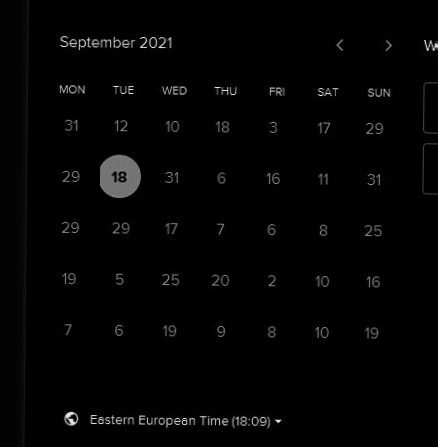 September 2021 < > W
MON TUE WED THU FRI SAT SUN
31 12 10 18 3 17 29
29 18 31 6 16 11 31
29 29 17 7 6 8 25
19 5 25 20 2 10 16
7 6 19 9 8 10 19
Eastern European Time (18:09)